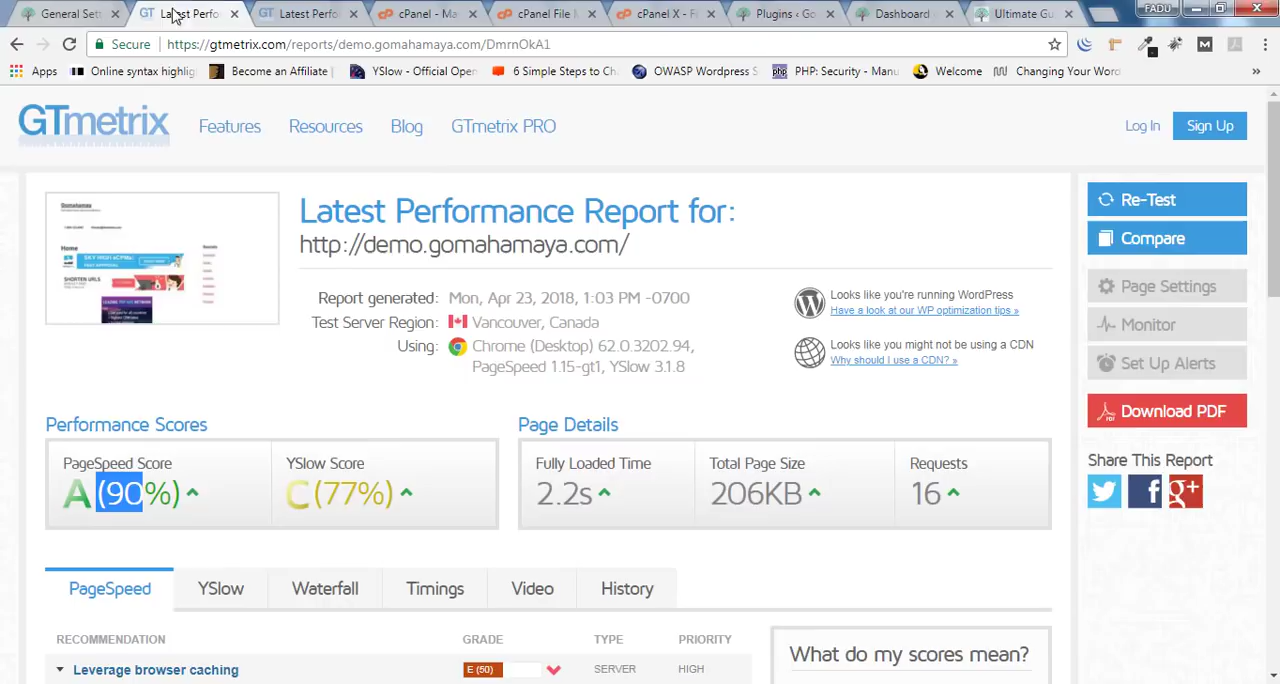 General Set
Latest Perfo
Latest Perfo
cPanel - Ma
cPanel File M
cPanel X - F
Plugins ‹ Go
Dashboard
Ultimate Gu
FADU
Secure
https://gtmetrix.com/reports/demo.gomahamaya.com/DmrnOkA1
Apps
Online syntax highlig
Become an Affiliate
YSlow - Official Open
6 Simple Steps to Ch
OWASP Wordpress S
PHP: Security - Manu
Welcome
Changing Your Word
»
GTmetrix
Features
Resources
Blog
GTmetrix PRO
Log In
Sign Up
Latest Performance Report for:
http://demo.gomahamaya.com/
Report generated: Mon, Apr 23, 2018, 1:03 PM -0700
Test Server Region: Vancouver, Canada
Using: Chrome (Desktop) 62.0.3202.94,
PageSpeed 1.15-gt1, YSlow 3.1.8
Looks like you're running WordPress
Have a look at our WP optimization tips »
Looks like you might not be using a CDN
Why should I use a CDN? »
Re-Test
Compare
Page Settings
Monitor
Set Up Alerts
Download PDF
Share This Report
Performance Scores
PageSpeed Score
A (90%)
YSlow Score
C (77%)
Page Details
Fully Loaded Time
2.2s
Total Page Size
206KB
Requests
16
PageSpeed
YSlow
Waterfall
Timings
Video
History
RECOMMENDATION
GRADE
TYPE
PRIORITY
Leverage browser caching
E (50)
SERVER
HIGH
What do my scores mean?